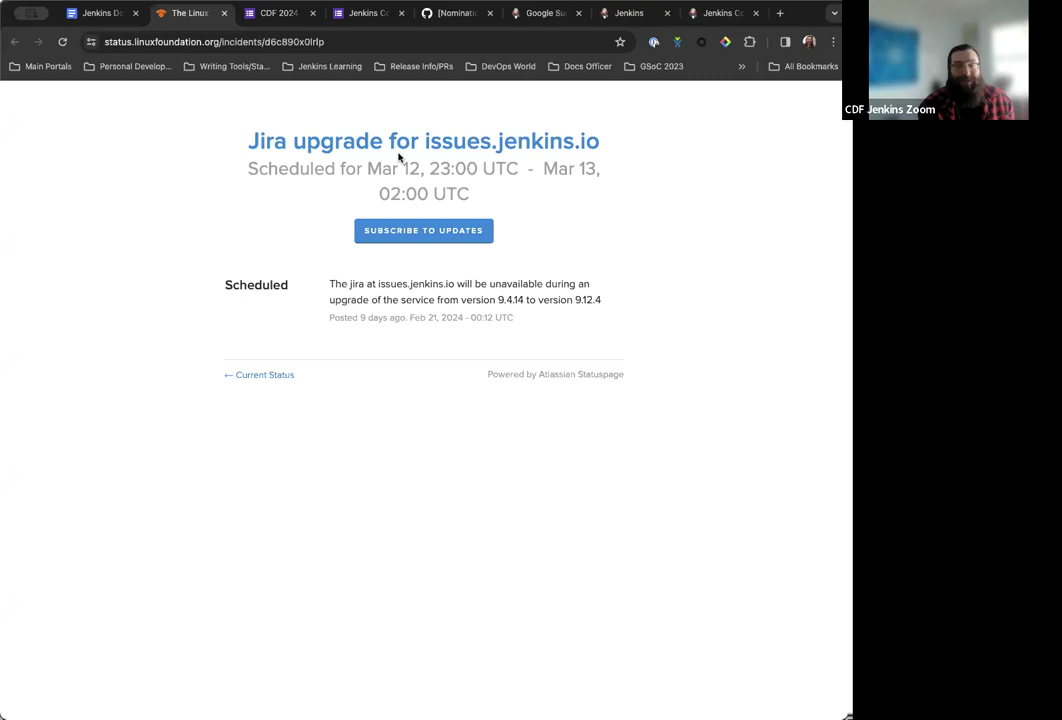 Jenkins Do
The Linux
CDF 2024
Jenkins Co
[Nominatio
Google Su
Jenkins
Jenkins Co
status.linuxfoundation.org/incidents/d6c890x0lrlp
Main Portals
Personal Develop...
Writing Tools/Sta...
Jenkins Learning
Release Info/PRs
DevOps World
Docs Officer
GSoC 2023
»
All Bookmarks
CDF Jenkins Zoom
Jira upgrade for issues.jenkins.io
Scheduled for Mar 12, 23:00 UTC - Mar 13,
02:00 UTC
SUBSCRIBE TO UPDATES
Scheduled
The jira at issues.jenkins.io will be unavailable during an
upgrade of the service from version 9.4.14 to version 9.12.4
Posted 9 days ago. Feb 21, 2024 - 00:12 UTC
← Current Status
Powered by Atlassian Statuspage